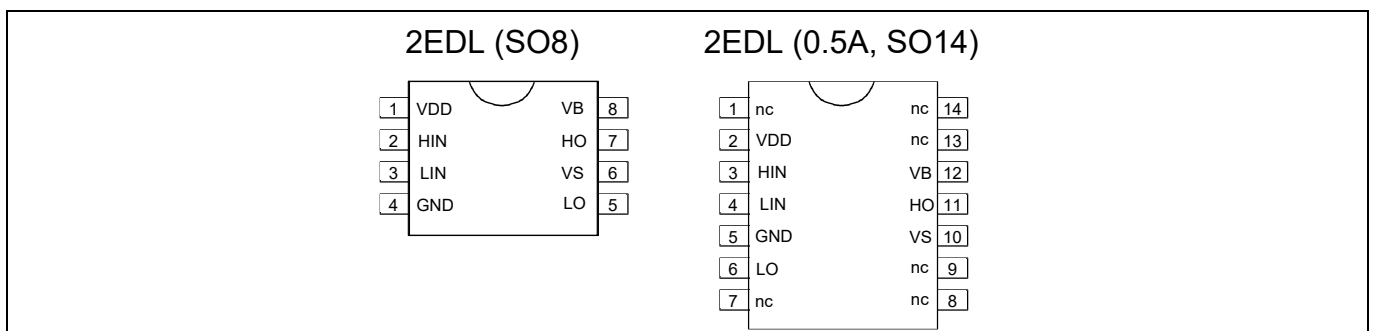 2EDL (SO8)
1 VDD VB 8
2 HIN HO 7
3 LIN VS 6
4 GND LO 5
2EDL (0.5A, SO14)
1 nc nc 14
2 VDD nc 13
3 HIN VB 12
4 LIN HO 11
5 GND VS 10
6 LO nc 9
7 nc nc 8